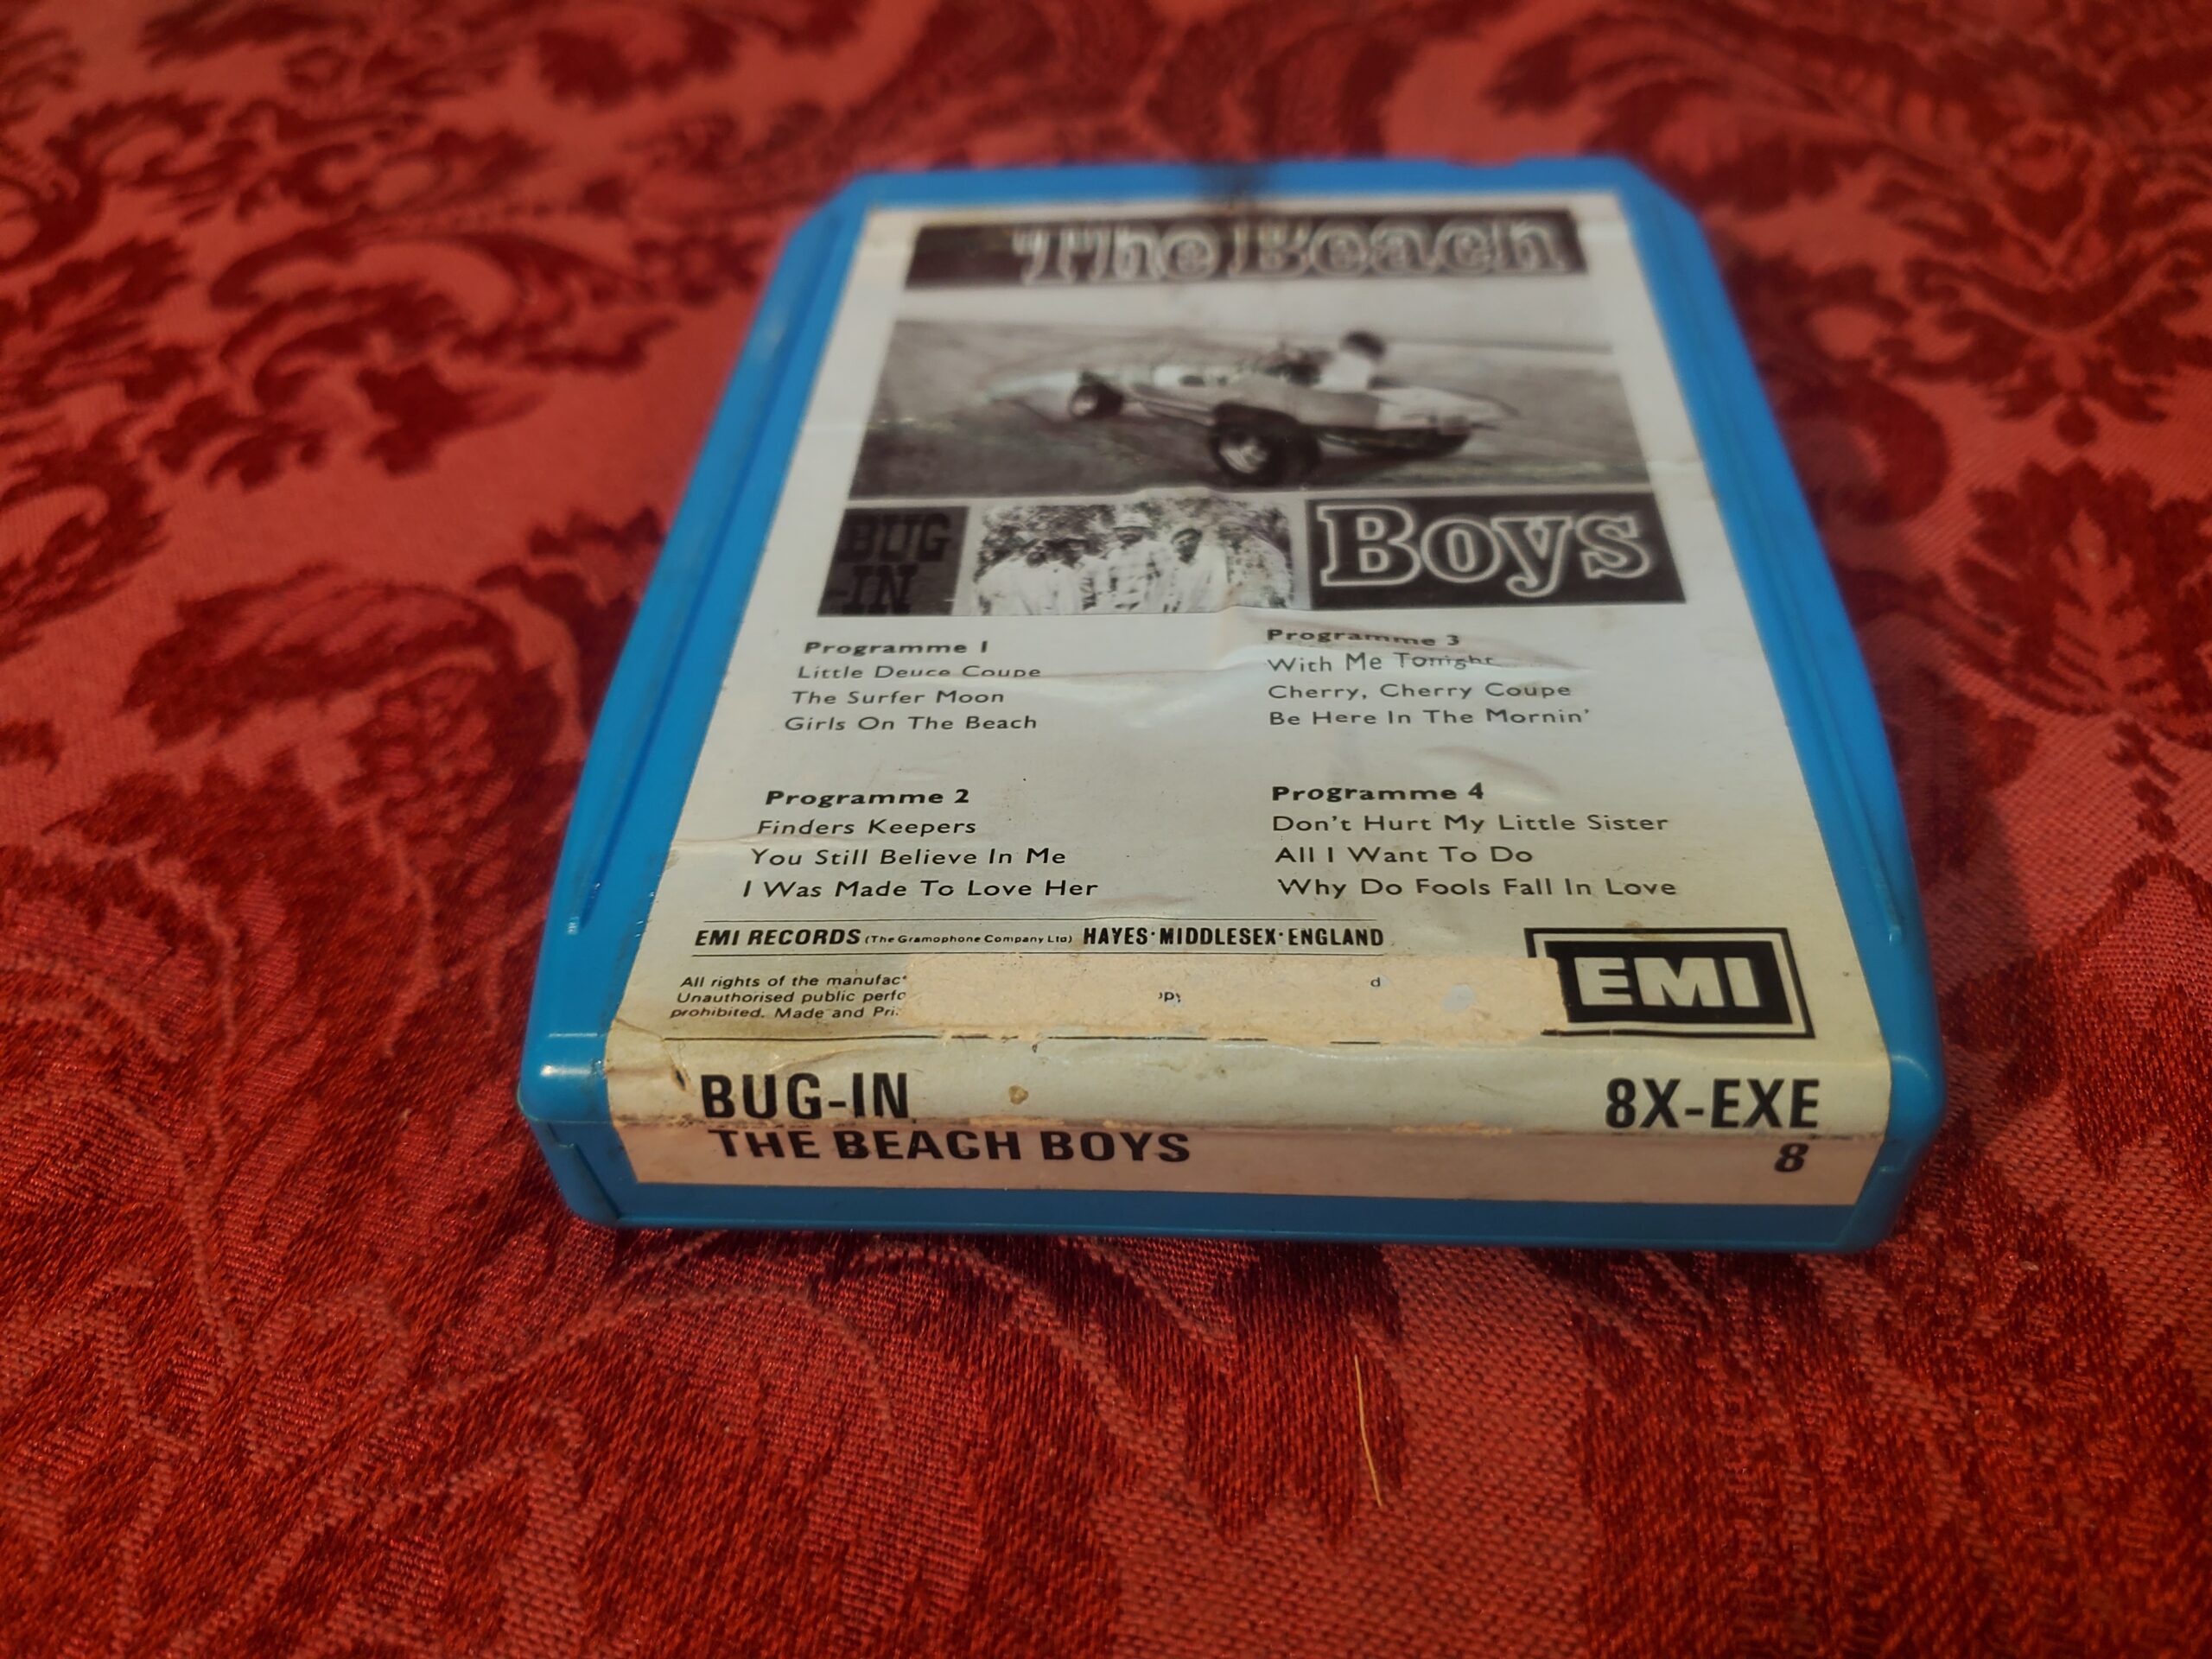 The Beach
BUG
-IN
Boys
Programme 1
Little Deuce Coupe
The Surfer Moon
Girls On The Beach
Programme 2
Finders Keepers
You Still Believe In Me
I Was Made To Love Her
Programme 3
With Me Tonight
Cherry, Cherry Coupe
Be Here In The Mornin'
Programme 4
Don't Hurt My Little Sister
All I Want To Do
Why Do Fools Fall In Love
EMI RECORDS (The Gramophone Company Ltd) HAYES·MIDDLESEX·ENGLAND
All rights of the
Unauthorised public
prohibited. Made and
EMI
BUG-IN
THE BEACH BOYS
8X-EXE
8